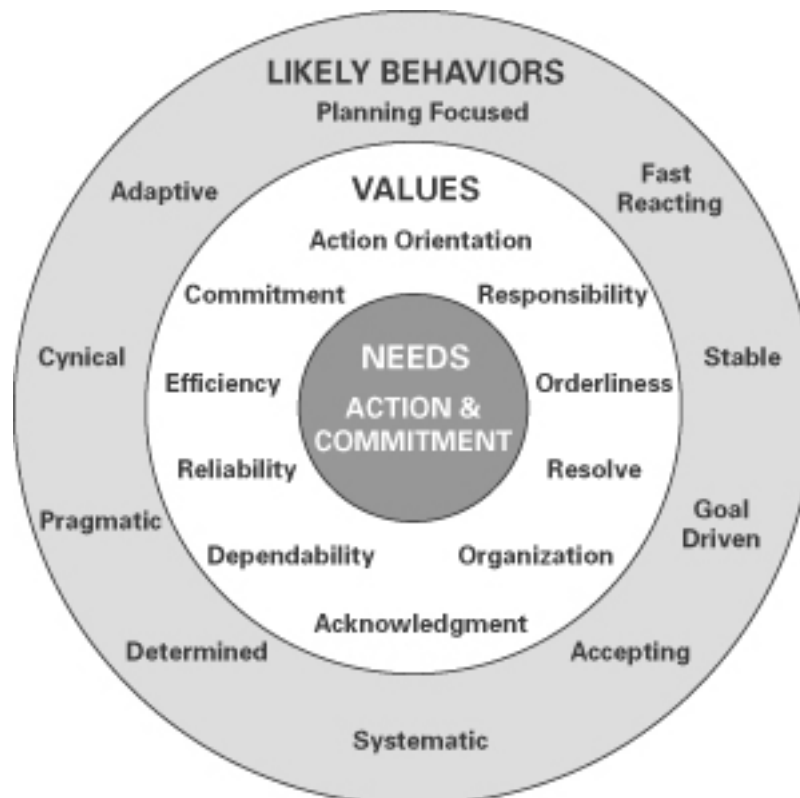 LIKELY BEHAVIORS
Planning Focused
Adaptive
Fast
Reacting
Cynical
Stable
Pragmatic
Goal
Driven
Determined
Accepting
Systematic
VALUES
Action Orientation
Commitment
Responsibility
Efficiency
Orderliness
Reliability
Resolve
Dependability
Organization
Acknowledgment
NEEDS
ACTION &
COMMITMENT